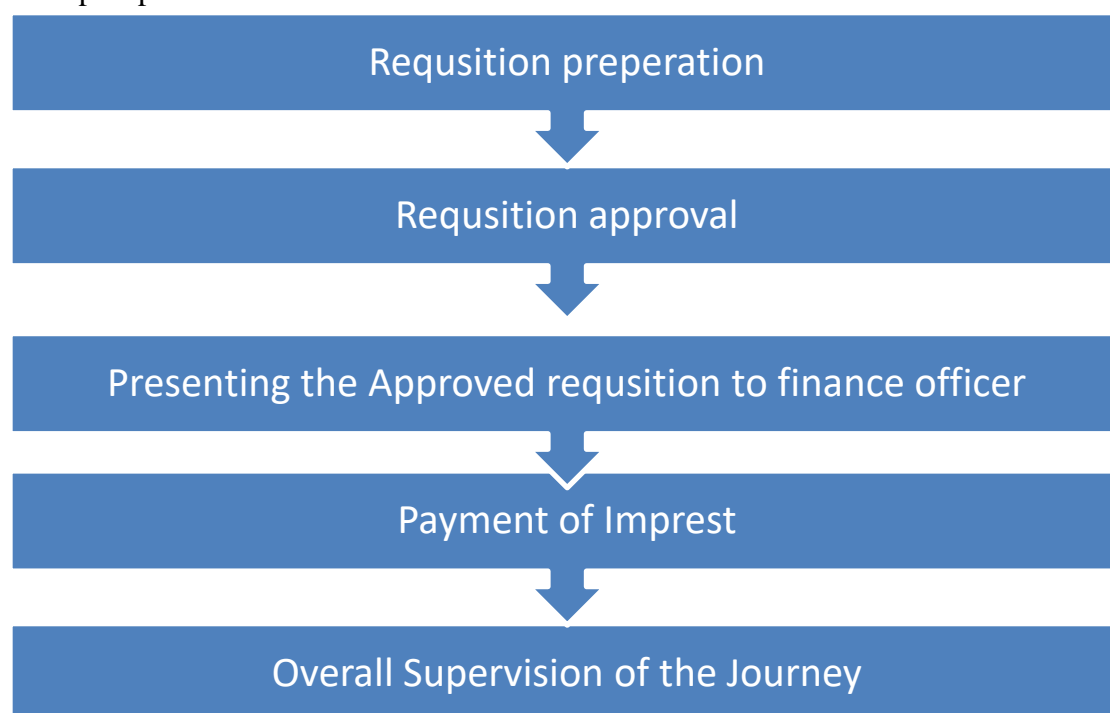 Requsition preperation
Requsition approval
Presenting the Approved requsition to finance officer
Payment of Imprest
Overall Supervision of the Journey